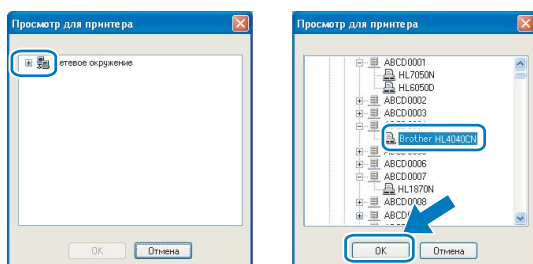 Просмотр для принтера
етевое окружение
OK Отмена
Просмотр для принтера
ABCD0001
HL7050N
HL6050D
ABCD0002
ABCD0003
Brother HL4040CN
ABCD0006
ABCD0007
HL1870N
ABCD0008
OK Отмена